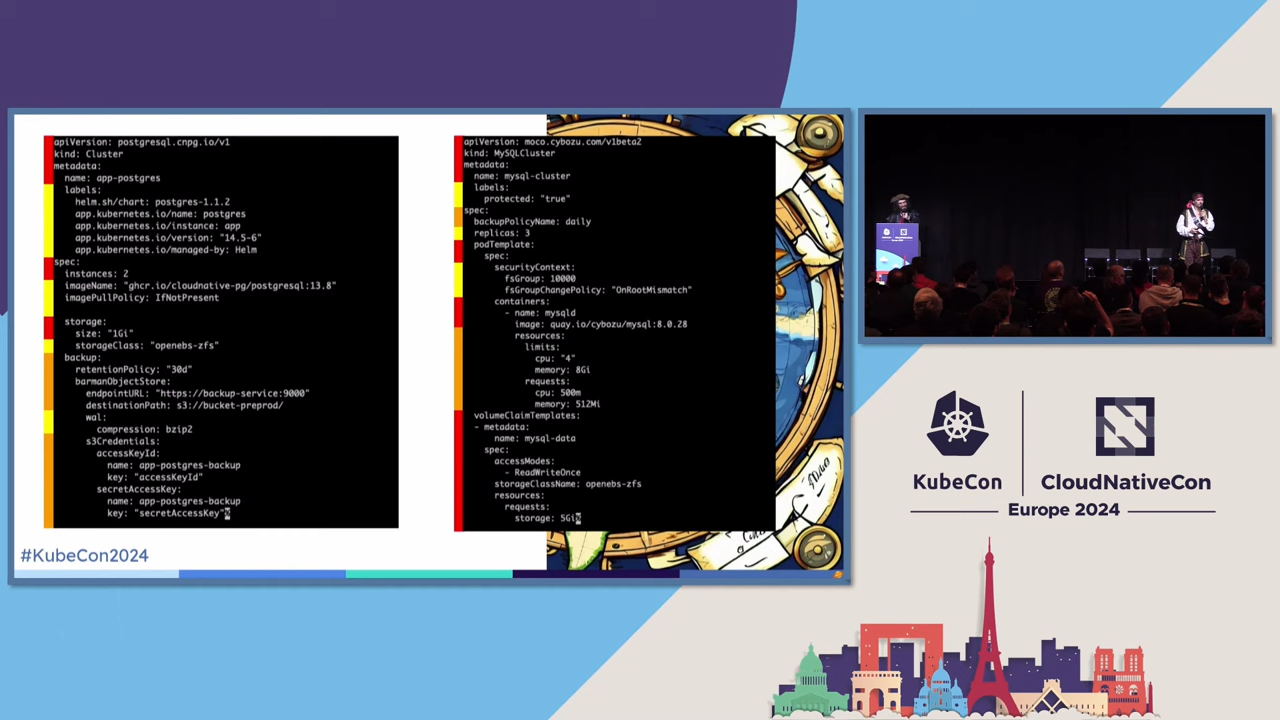 apiVersion: postgresql.cnpg.io/v1
kind: Cluster
metadata:
  name: app-postgres
  labels:
    helm.sh/chart: postgres-1.1.2
    app.kubernetes.io/name: postgres
    app.kubernetes.io/instance: app
    app.kubernetes.io/version: "14.5-6"
    app.kubernetes.io/managed-by: Helm
spec:
  instances: 2
  imageName: "ghcr.io/cloudnative-pg/postgresql:13.8"
  imagePullPolicy: IfNotPresent
  storage:
    size: "1Gi"
    storageClass: "openebs-zfs"
  backup:
    retentionPolicy: "30d"
    barmanObjectStore:
      endpointURL: "https://backup-service:9000"
      destinationPath: s3://bucket-preprod/
      wal:
        compression: bzip2
      s3Credentials:
        accessKeyId:
          name: app-postgres-backup
          key: "accessKeyId"
        secretAccessKey:
          name: app-postgres-backup
          key: "secretAccessKey"
apiVersion: moco.cybozu.com/v1beta2
kind: MySQLCluster
metadata:
  name: mysql-cluster
  labels:
    protected: "true"
spec:
  backupPolicyName: daily
  replicas: 3
  podTemplate:
    spec:
      securityContext:
        fsGroup: 10000
        fsGroupChangePolicy: "OnRootMismatch"
      containers:
        - name: mysqld
          image: quay.io/cybozu/mysql:8.0.28
          resources:
            limits:
              cpu: "4"
              memory: 8Gi
            requests:
              cpu: 500m
              memory: 512Mi
  volumeClaimTemplates:
  - metadata:
      name: mysql-data
    spec:
      accessModes:
        - ReadWriteOnce
      storageClassName: openebs-zfs
      resources:
        requests:
          storage: 5Gi
#KubeCon2024
KubeCon
CloudNativeCon
Europe 2024